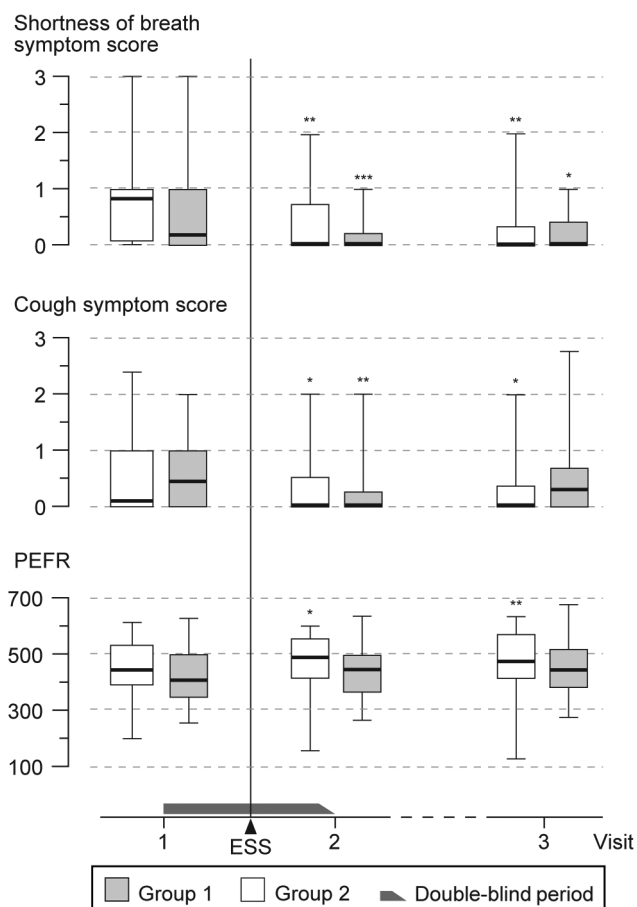 Shortness of breath
symptom score
3
2
1
0
** *** ** *
Cough symptom score
3
2
1
0
* ** *
PEFR
700
500
300
100
* **
1 ESS 2 3 Visit
Group 1 Group 2 Double-blind period